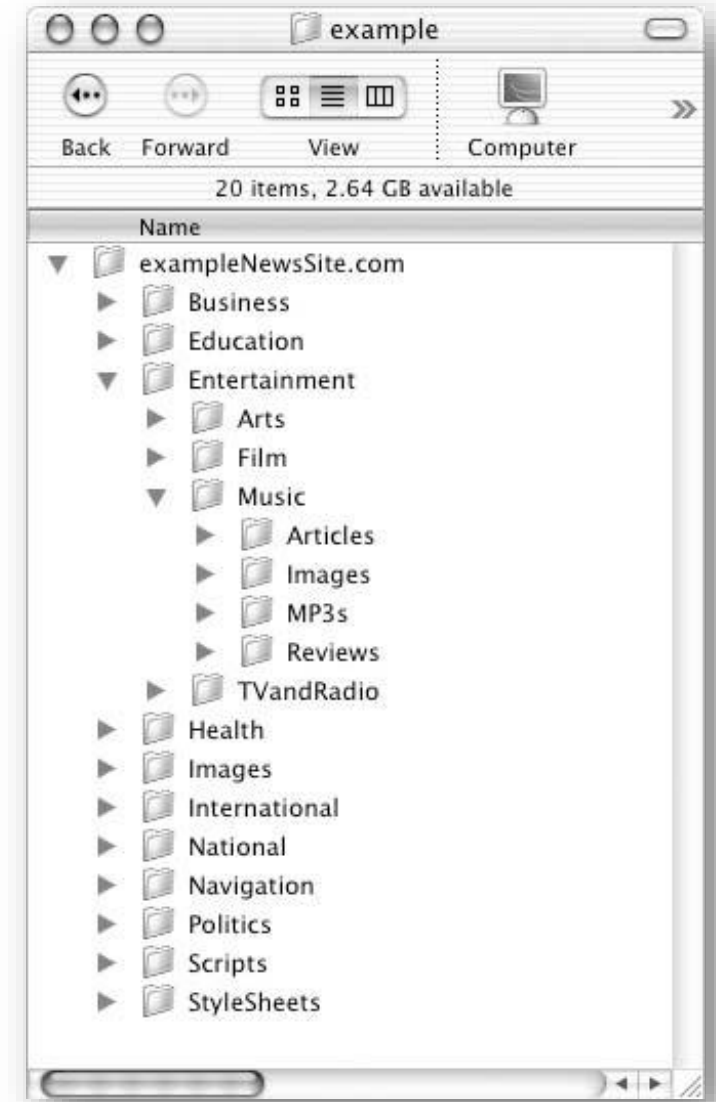 example
Back Forward View Computer
20 items, 2.64 GB available
Name
exampleNewsSite.com
Business
Education
Entertainment
Arts
Film
Music
Articles
Images
MP3s
Reviews
TVandRadio
Health
Images
International
National
Navigation
Politics
Scripts
StyleSheets